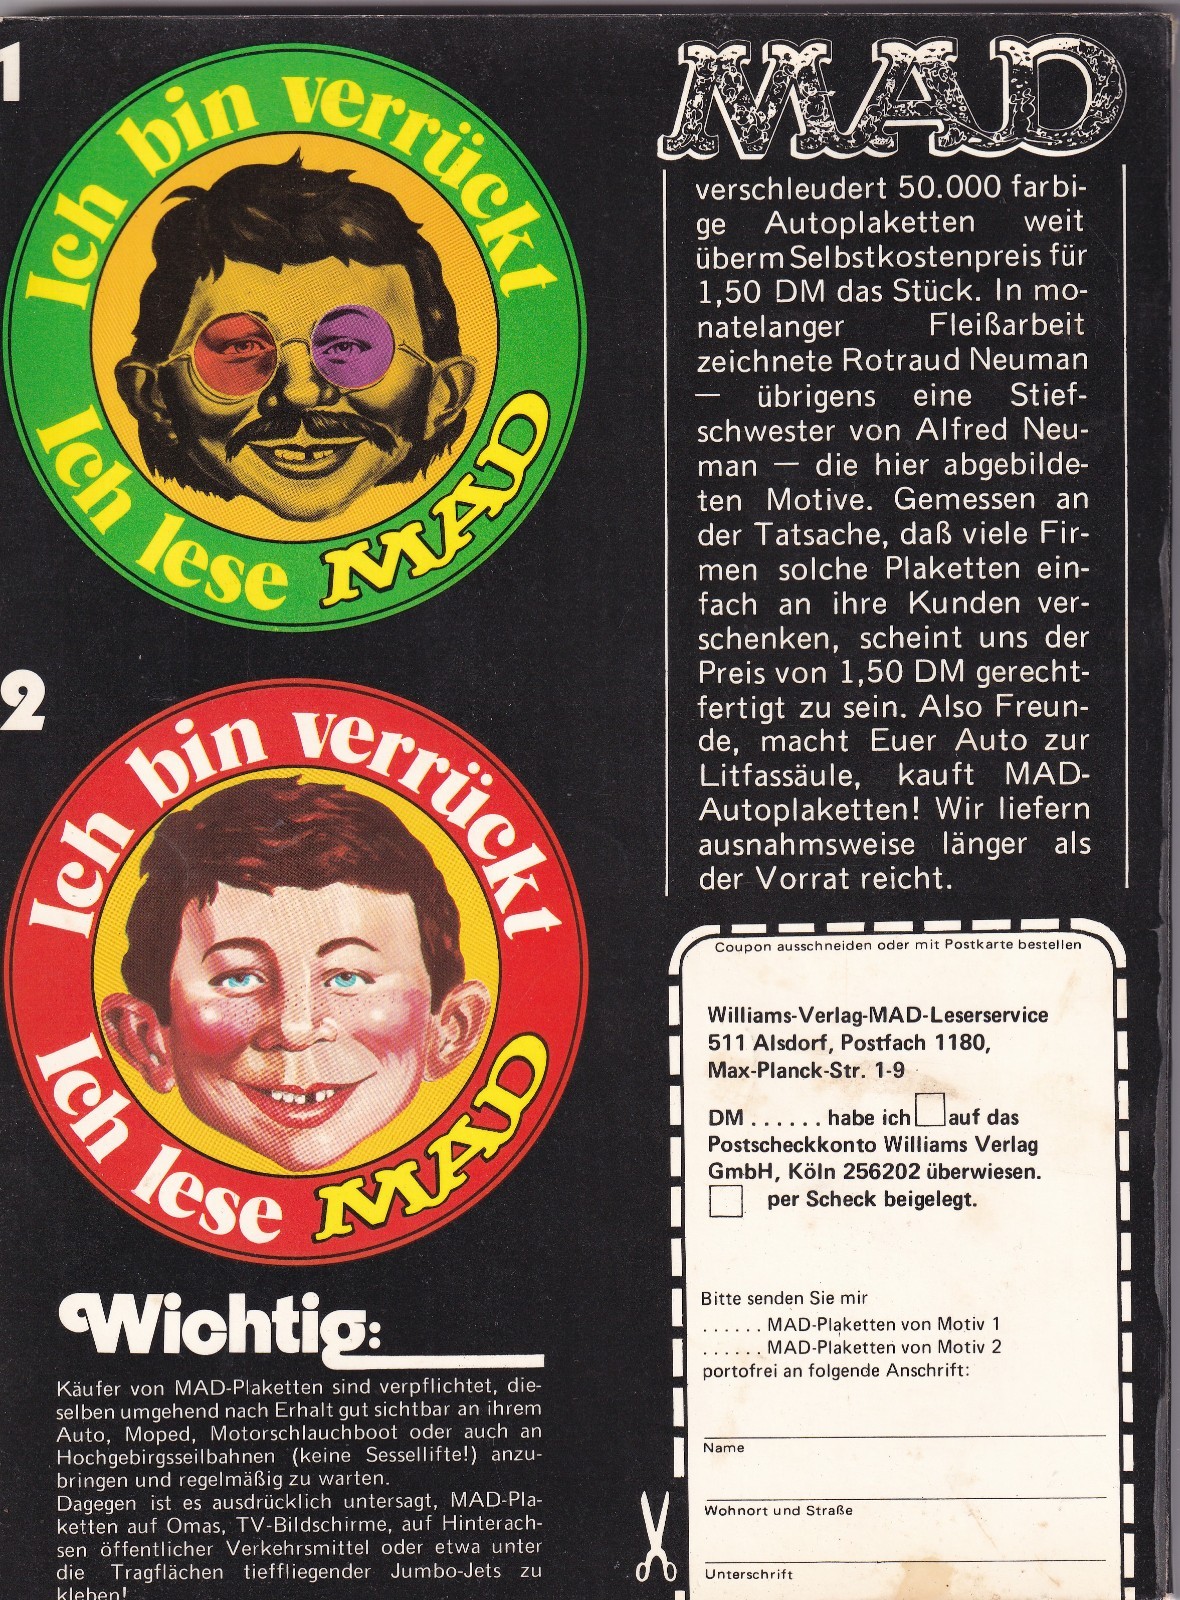 1
Ich bin verrückt
Ich lese MAD
2
Ich bin verrückt
Ich lese MAD
Wichtig:
Käufer von MAD-Plaketten sind verpflichtet, die-
selben umgehend nach Erhalt gut sichtbar an ihrem
Auto, Moped, Motorschlauchboot oder auch an
Hochgebirgsseilbahnen (keine Sessellifte!) anzu-
bringen und regelmäßig zu warten.
Dagegen ist es ausdrücklich untersagt, MAD-Pla-
ketten auf Omas, TV-Bildschirme, auf Hinterach-
sen öffentlicher Verkehrsmittel oder etwa unter
die Tragflächen tieffliegender Jumbo-Jets zu
kleben!
MAD
verschleudert 50.000 farbi-
ge Autoplaketten weit
überm Selbstkostenpreis für
1,50 DM das Stück. In mo-
natelanger Fleißarbeit
zeichnete Rotraud Neuman
— übrigens eine Stief-
schwester von Alfred Neu-
man — die hier abgebilde-
ten Motive. Gemessen an
der Tatsache, daß viele Fir-
men solche Plaketten ein-
fach an ihre Kunden ver-
schenken, scheint uns der
Preis von 1,50 DM gerecht-
fertigt zu sein. Also Freun-
de, macht Euer Auto zur
Litfassäule, kauft MAD-
Autoplaketten! Wir liefern
ausnahmsweise länger als
der Vorrat reicht.
Coupon ausschneiden oder mit Postkarte bestellen
Williams-Verlag-MAD-Leserservice
511 Alsdorf, Postfach 1180,
Max-Planck-Str. 1-9
DM . . . . . . habe ich auf das
Postscheckkonto Williams Verlag
GmbH, Köln 256202 überwiesen.
per Scheck beigelegt.
Bitte senden Sie mir
. . . . . . MAD-Plaketten von Motiv 1
. . . . . . MAD-Plaketten von Motiv 2
portofrei an folgende Anschrift:
Name
Wohnort und Straße
Unterschrift